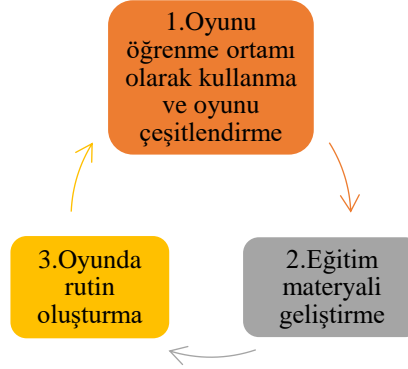 1.Oyunu
öğrenme ortamı
olarak kullanma
ve oyunu
çeşitlendirme
2.Eğitim
materyali
geliştirme
3.Oyunda
rutin
oluşturma